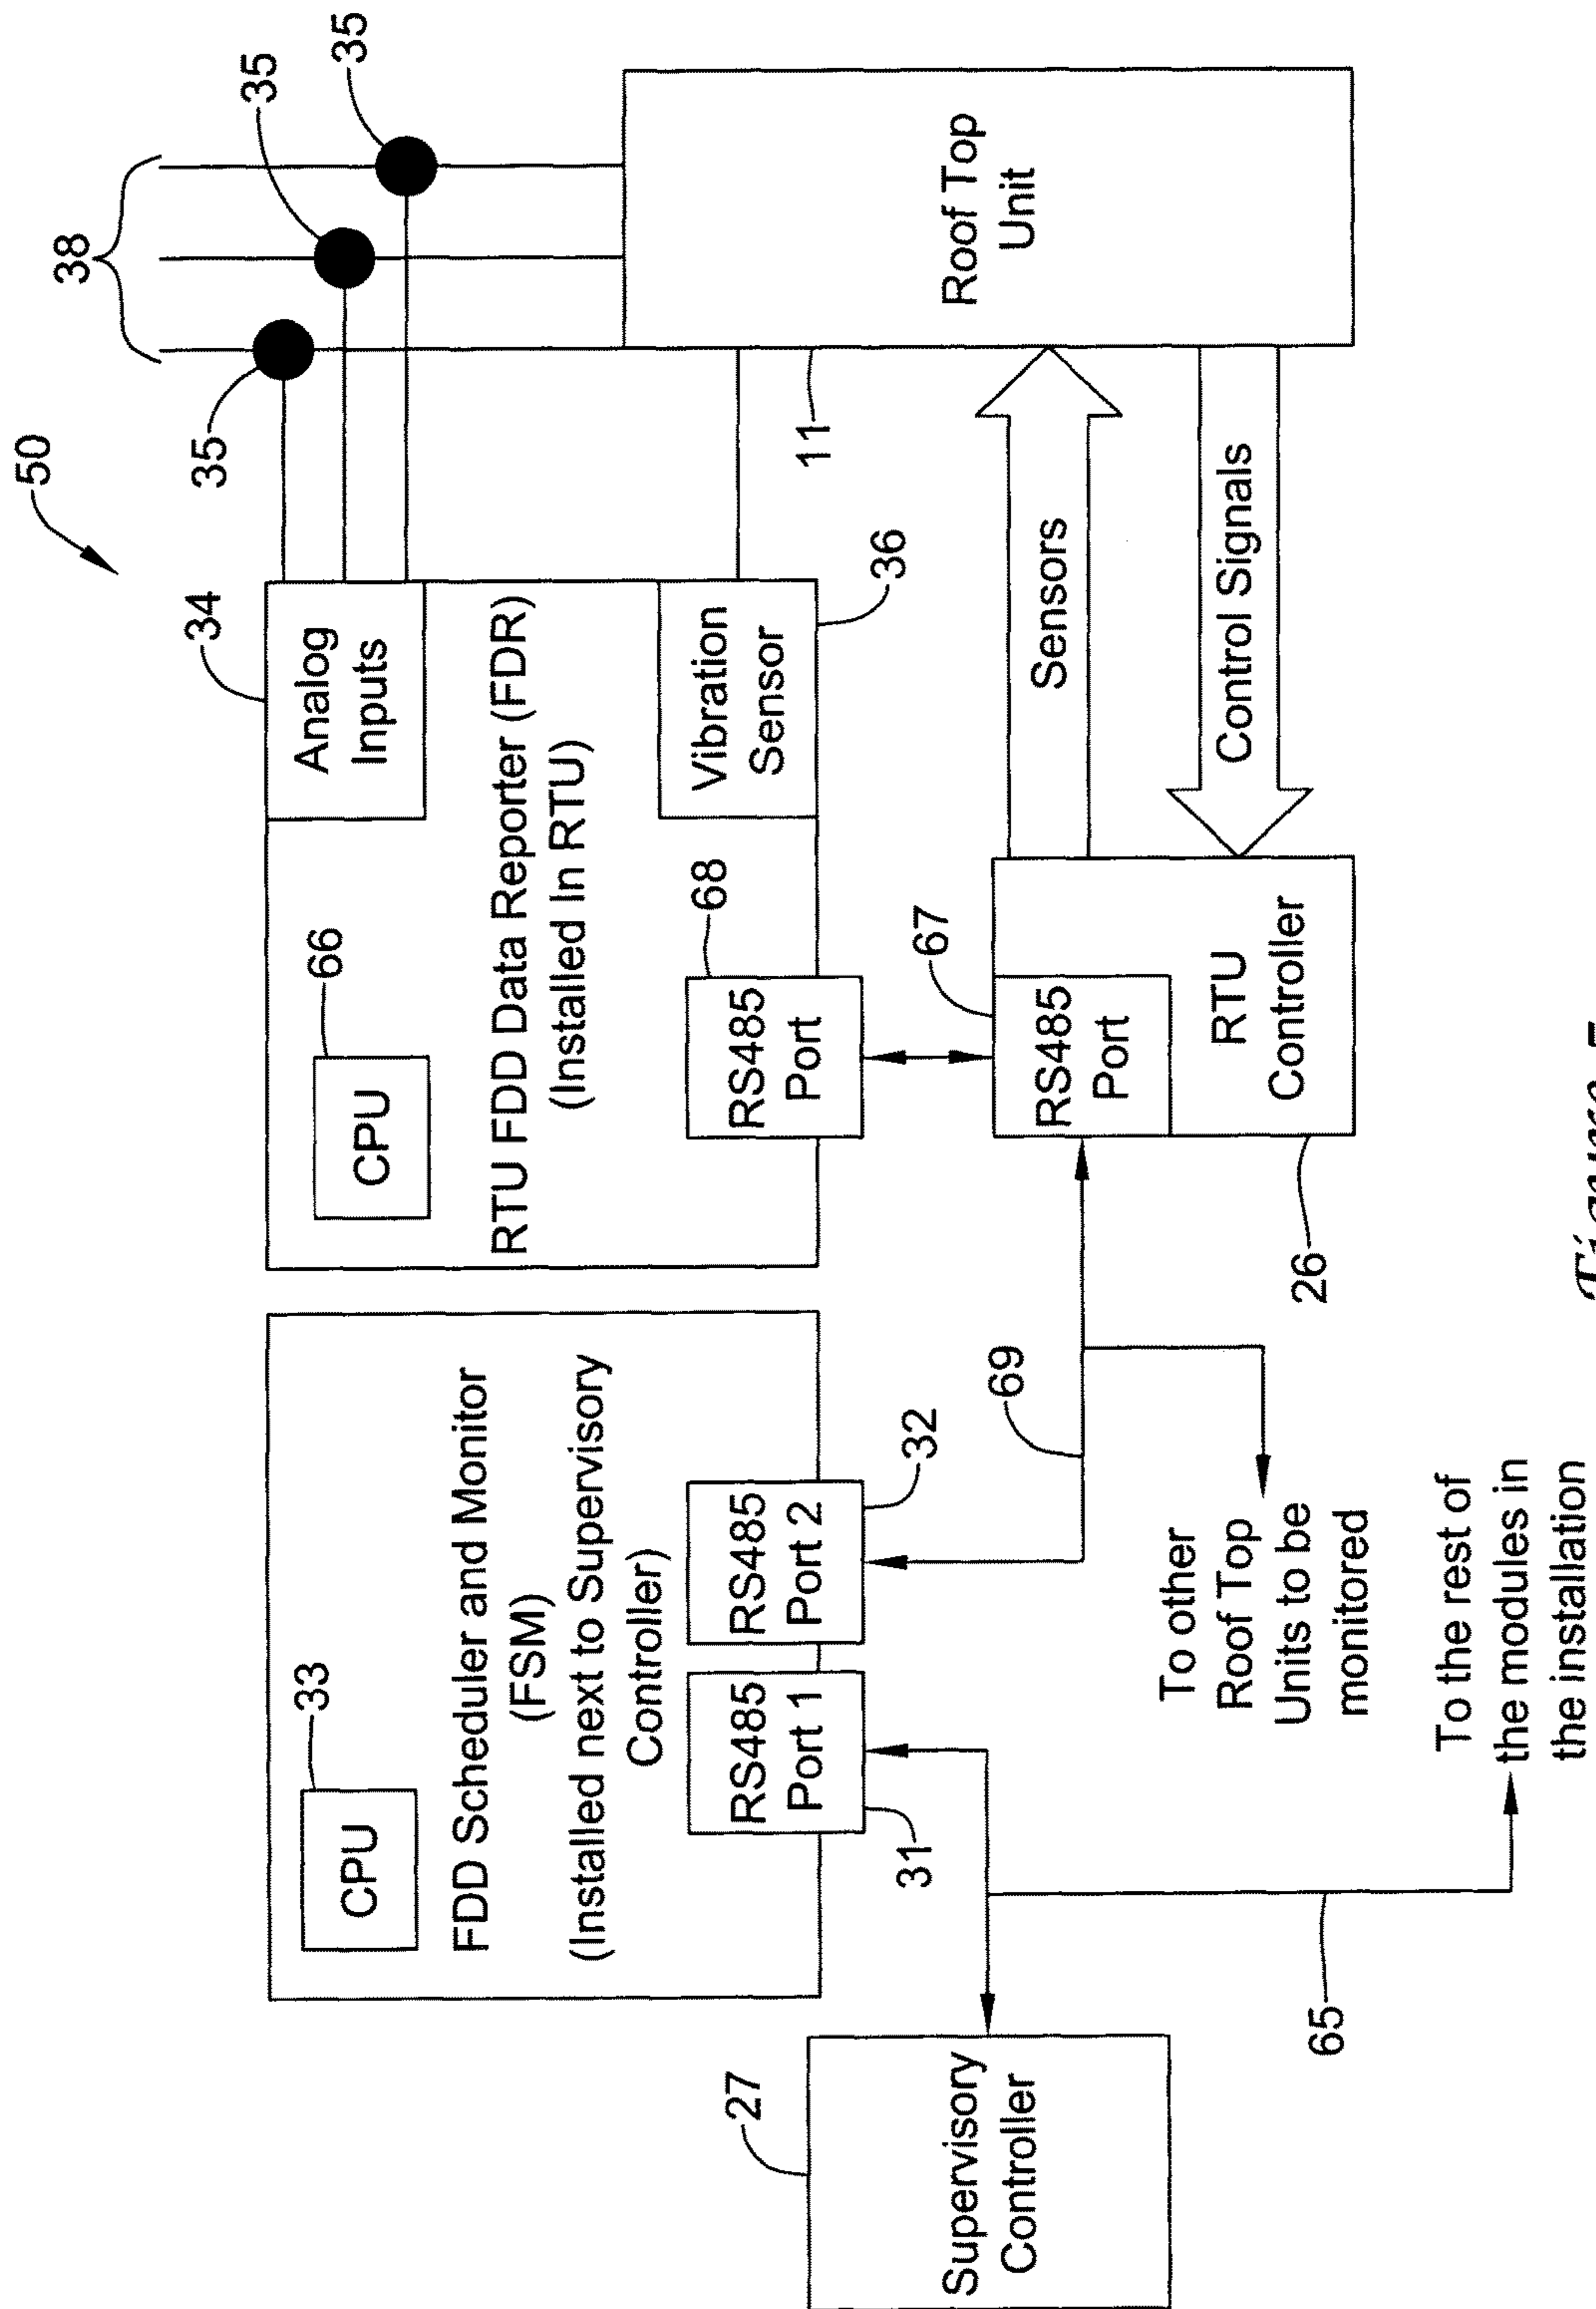 50
38
35
35
35
34
Analog
Inputs
66
CPU
RTU FDD Data Reporter (FDR)
(Installed In RTU)
Vibration
Sensor
36
68
RS485
Port
33
CPU
FDD Scheduler and Monitor
(FSM)
(Installed next to Supervisory
Controller)
RS485
Port 1
31
RS485
Port 2
32
27
Supervisory
Controller
65
69
To other
Roof Top
Units to be
monitored
To the rest of
the modules in
the installation
67
RS485
Port
RTU
Controller
26
Sensors
Control Signals
11
Roof Top
Unit